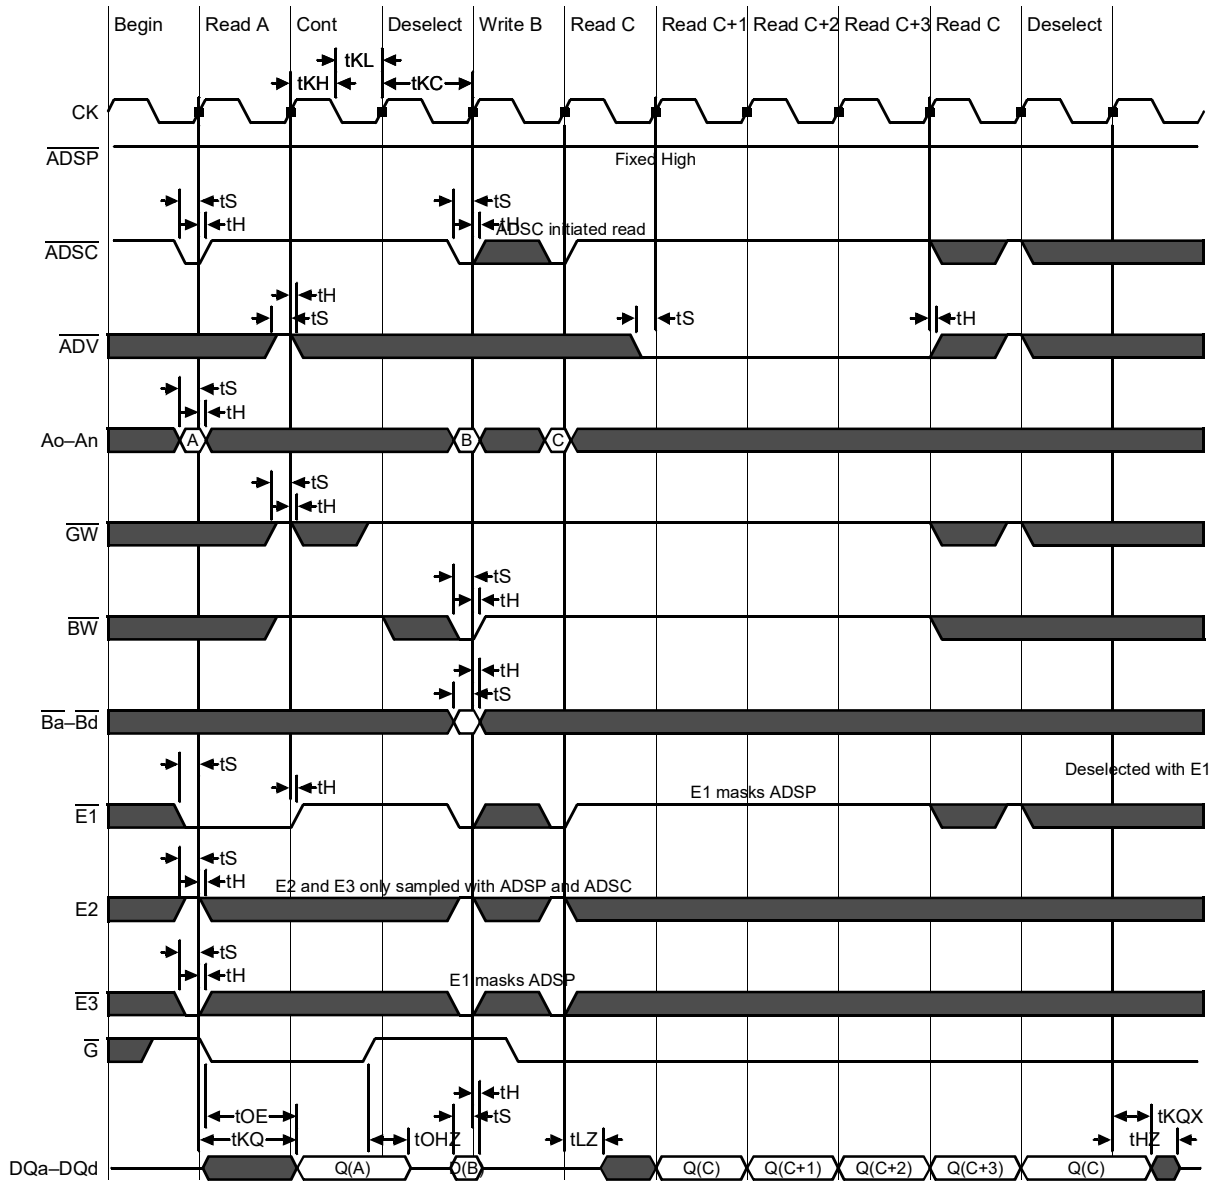 Begin Read A Cont Deselect Write B Read C Read C+1 Read C+2 Read C+3 Read C Deselect
tKL
tKH tKC
CK
ADSP
Fixed High
tS tS
tH tH
ADSC initiated read
ADSC
tH
tS tS tH
ADV
tS
tH
Ao–An A B C
tS
tH
GW
tS
tH
BW
tH
tS
Ba–Bd
tS Deselected with E1
tH E1 masks ADSP
E1
tS
tH E2 and E3 only sampled with ADSP and ADSC
E2
tS
tH E1 masks ADSP
E3
G
tH
tOE tS tKQX
tKQ tOHZ tLZ tHZ
DQa–DQd Q(A) D(B) Q(C) Q(C+1) Q(C+2) Q(C+3) Q(C)